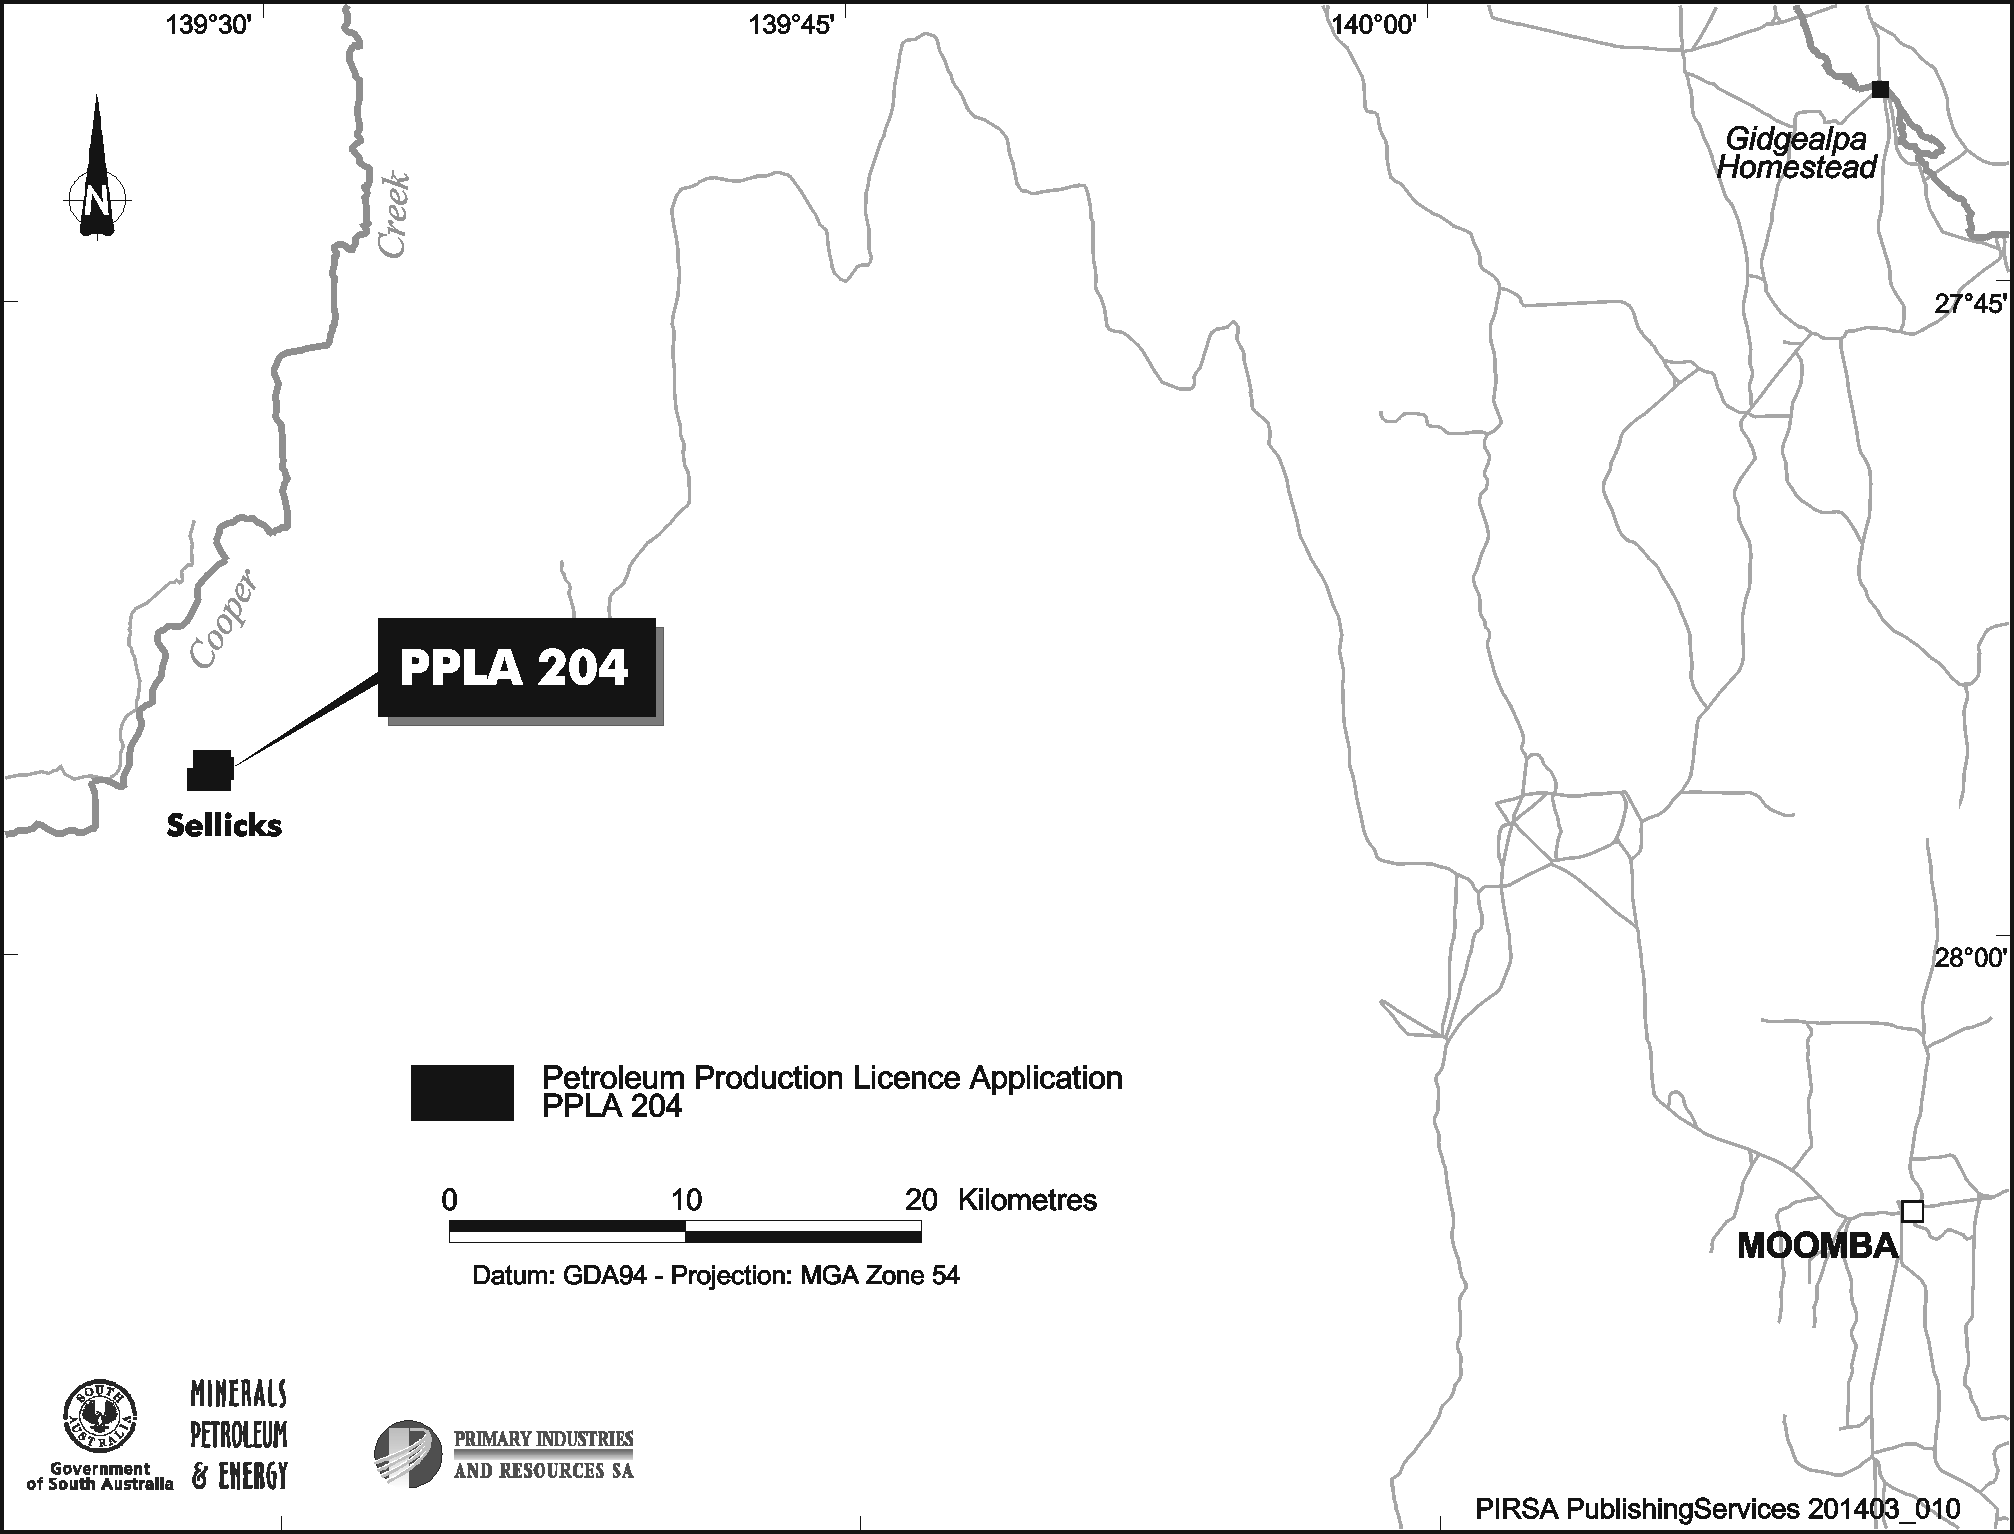 139°30'
139°45'
140°00'
N
Creek
Gidgealpa
Homestead
27°45'
Cooper
PPLA 204
Sellicks
28°00'
Petroleum Production Licence Application
PPLA 204
0 10 20 Kilometres
Datum: GDA94 - Projection: MGA Zone 54
MOOMBA
SOUTH
AUSTRALIA
Government
of South Australia
MINERALS
PETROLEUM
& ENERGY
PRIMARY INDUSTRIES
AND RESOURCES SA
PIRSA PublishingServices 201403_010